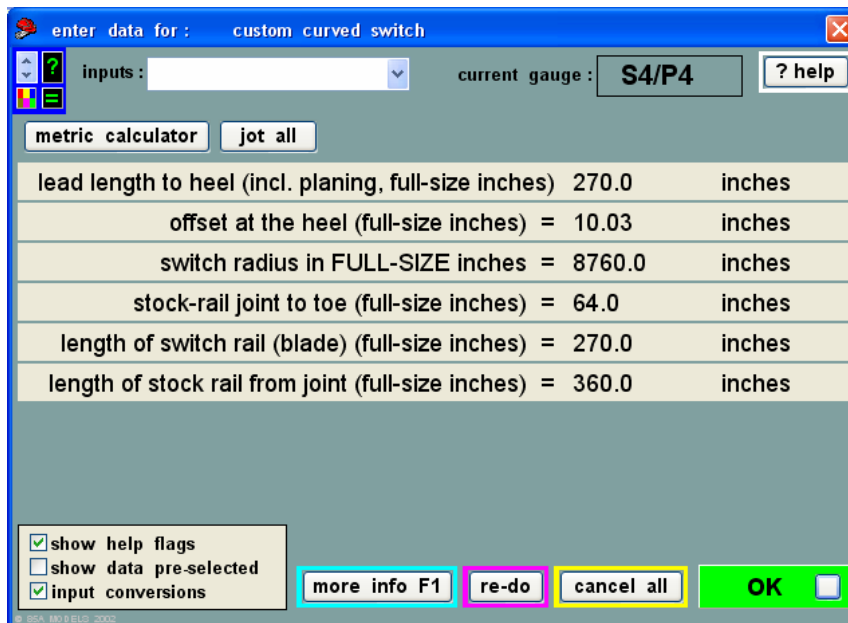 enter data for : custom curved switch
?
inputs :
current gauge : S4/P4
? help
=
metric calculator
jot all
lead length to heel (incl. planing, full-size inches) 270.0 inches
offset at the heel (full-size inches) = 10.03 inches
switch radius in FULL-SIZE inches = 8760.0 inches
stock-rail joint to toe (full-size inches) = 64.0 inches
length of switch rail (blade) (full-size inches) = 270.0 inches
length of stock rail from joint (full-size inches) = 360.0 inches
show help flags
show data pre-selected
input conversions
more info F1
re-do
cancel all
OK
© 2002